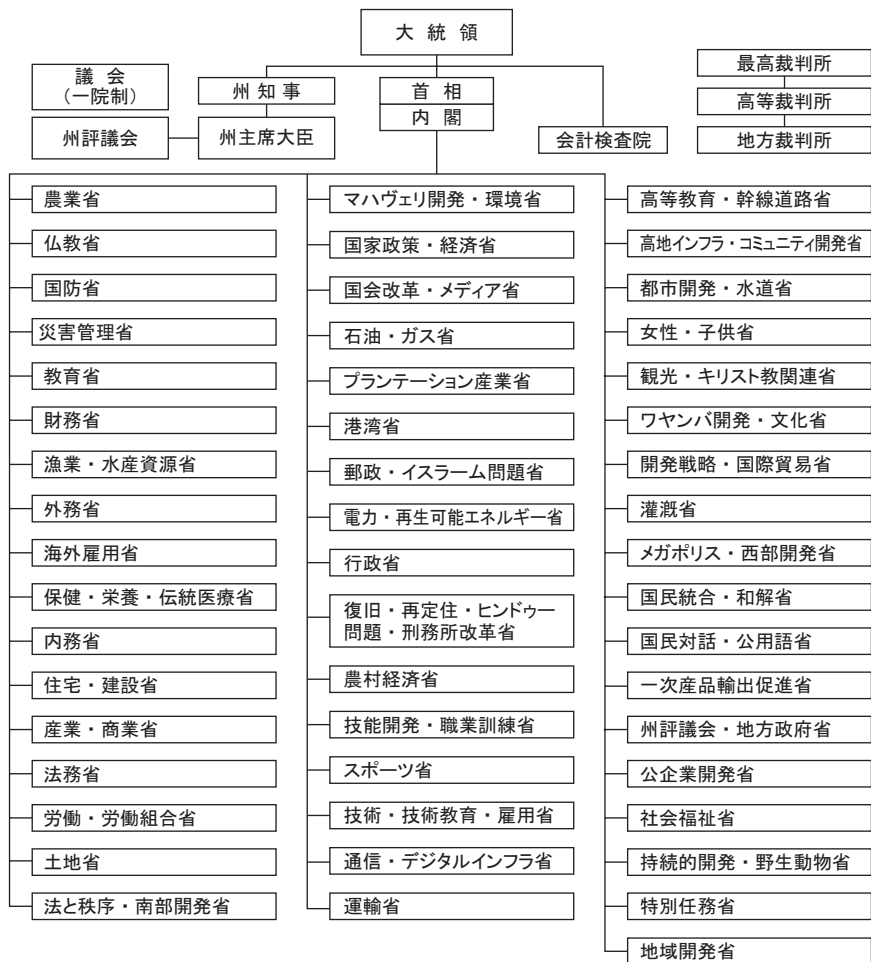 大統領
議会
（一院制）
州知事
首相
内閣
州評議会
州主席大臣
会計検査院
最高裁判所
高等裁判所
地方裁判所
農業省
仏教省
国防省
災害管理省
教育省
財務省
漁業・水産資源省
外務省
海外雇用省
保健・栄養・伝統医療省
内務省
住宅・建設省
産業・商業省
法務省
労働・労働組合省
土地省
法と秩序・南部開発省
マハヴェリ開発・環境省
国家政策・経済省
国会改革・メディア省
石油・ガス省
プランテーション産業省
港湾省
郵政・イスラーム問題省
電力・再生可能エネルギー省
行政省
復旧・再定住・ヒンドゥー
問題・刑務所改革省
農村経済省
技能開発・職業訓練省
スポーツ省
技術・技術教育・雇用省
通信・デジタルインフラ省
運輸省
高等教育・幹線道路省
高地インフラ・コミュニティ開発省
都市開発・水道省
女性・子供省
観光・キリスト教関連省
ワヤンバ開発・文化省
開発戦略・国際貿易省
灌漑省
メガポリス・西部開発省
国民統合・和解省
国民対話・公用語省
一次産品輸出促進省
州評議会・地方政府省
公企業開発省
社会福祉省
持続的開発・野生動物省
特別任務省
地域開発省